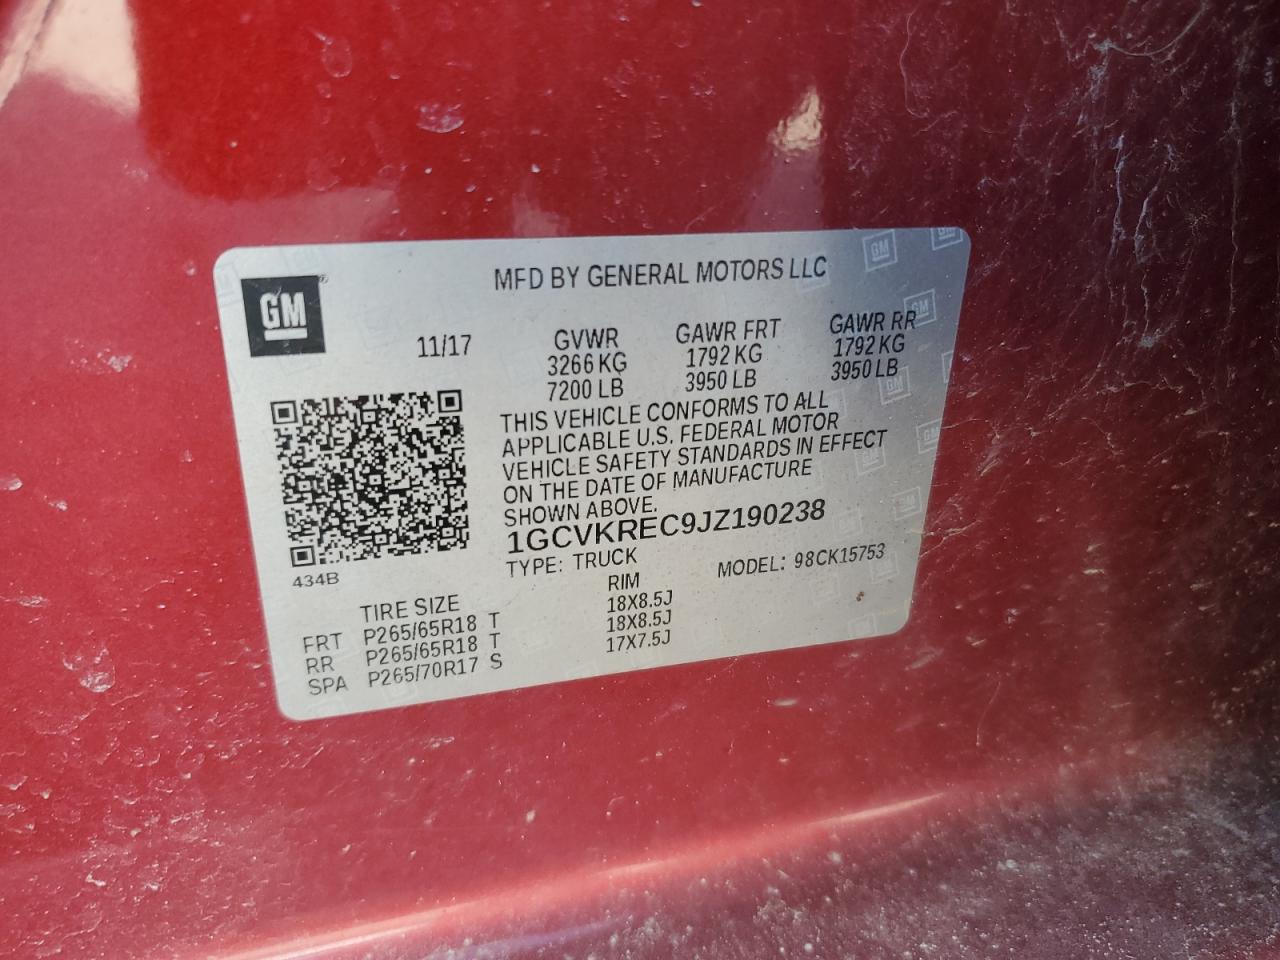 GM
MFD BY GENERAL MOTORS LLC
11/17
GVWR GAWR FRT GAWR RR
3266 KG 1792 KG 1792 KG
7200 LB 3950 LB 3950 LB
THIS VEHICLE CONFORMS TO ALL
APPLICABLE U.S. FEDERAL MOTOR
VEHICLE SAFETY STANDARDS IN EFFECT
ON THE DATE OF MANUFACTURE
SHOWN ABOVE.
1GCVKREC9JZ190238
TYPE: TRUCK MODEL: 98CK15753
434B
TIRE SIZE RIM
FRT P265/65R18 T 18X8.5J
RR P265/65R18 T 18X8.5J
SPA P265/70R17 S 17X7.5J